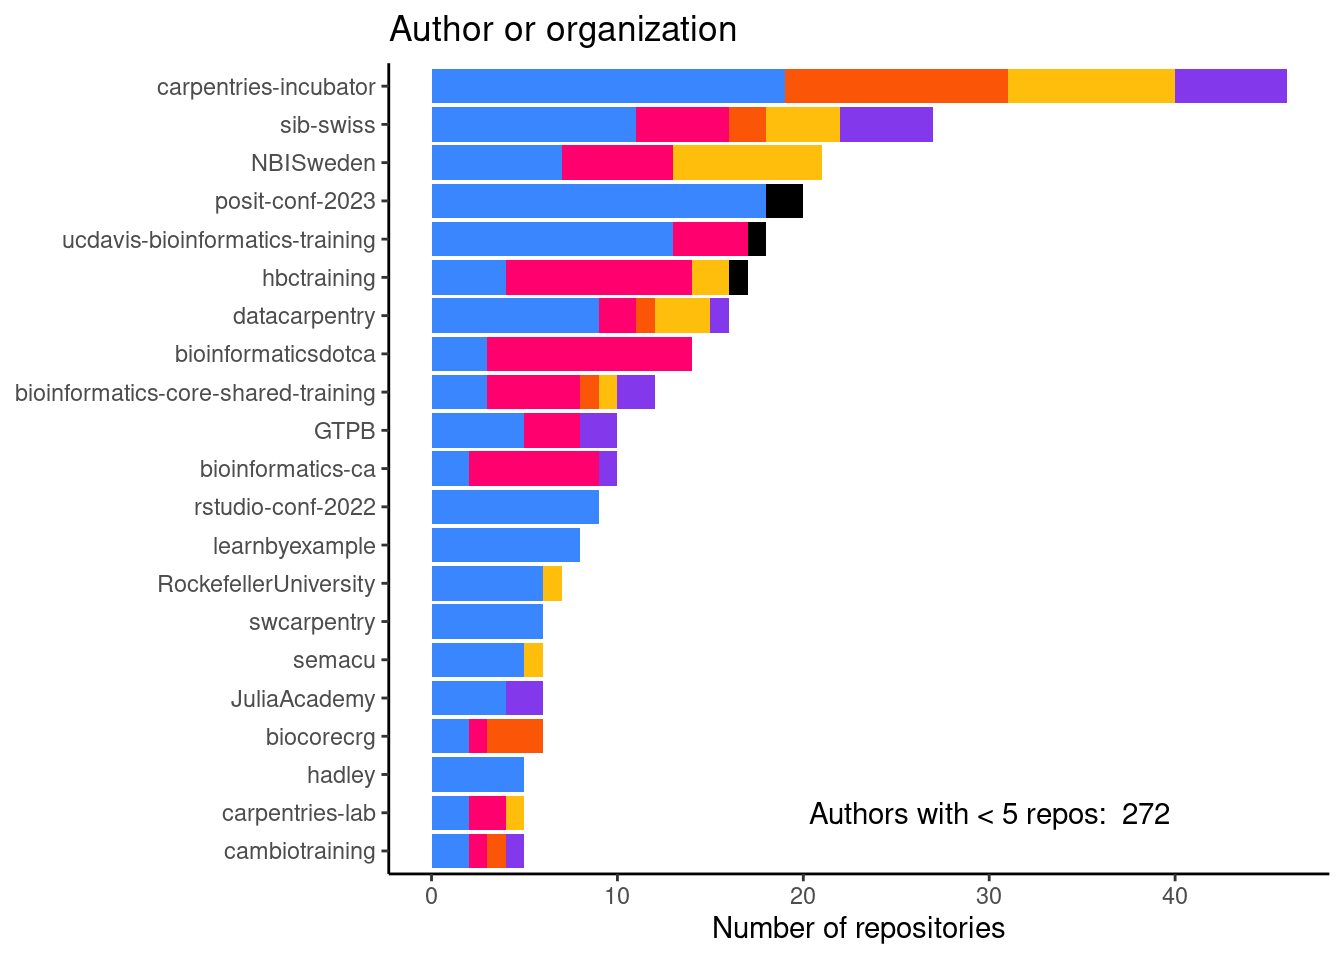 Author or organization
carpentries-incubator
sib-swiss
NBISweden
posit-conf-2023
ucdavis-bioinformatics-training
hbctraining
datacarpentry
bioinformaticsdotca
bioinformatics-core-shared-training
GTPB
bioinformatics-ca
rstudio-conf-2022
learnbyexample
RockefellerUniversity
swcarpentry
semacu
JuliaAcademy
biocorecrg
hadley
carpentries-lab
Authors with < 5 repos: 272
cambiotraining
0 10 20 30 40
Number of repositories